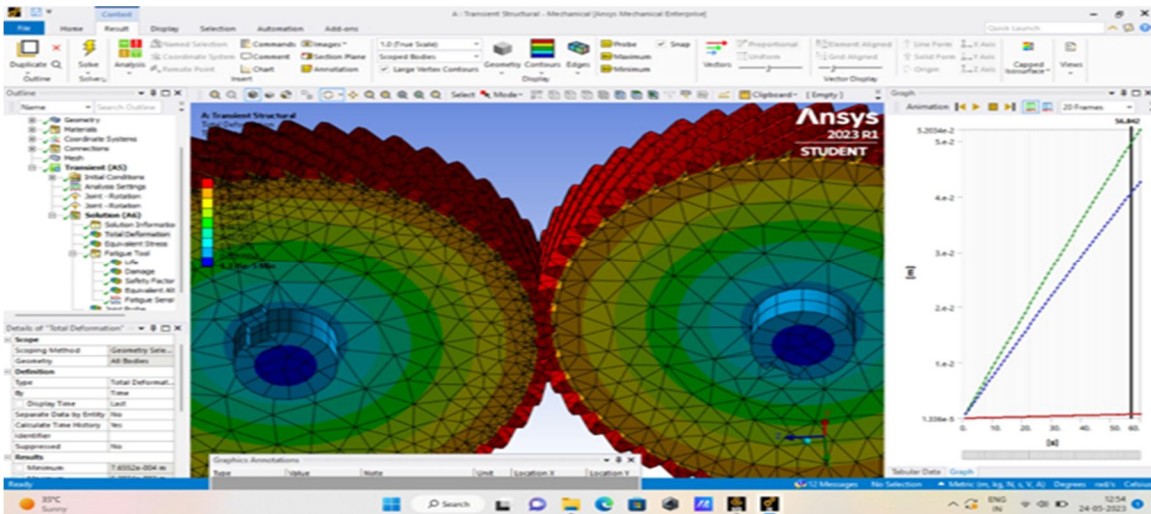 A : Transient Structural - Mechanical [Ansys Mechanical Enterprise]
Context
File Home Result Display Selection Automation Add-ons
Quick Launch
Duplicate Solve Analysis
Named Selection Commands Images 1.0 (True Scale)
Coordinate System Comment Section Plane Scoped Bodies
Remote Point Chart Annotation Large Vertex Contours
Geometry Contours Edges
Probe Snap
Maximum
Minimum
Vectors
Proportional
Uniform
Element Aligned
Grid Aligned
Line Form X Axis
Solid Form Y Axis
Origin Z Axis
Capped Isosurface
Views
Outline Insert Display Vector Display
Outline
Name Search Outline
Geometry
Materials
Coordinate Systems
Connections
Mesh
Transient (A5)
Initial Conditions
Analysis Settings
Joint - Rotation
Joint - Rotation
Solution (A6)
Solution Informatio
Total Deformation
Equivalent Stress
Fatigue Tool
Life
Damage
Safety Factor
Equivalent Alt
Fatigue Sensi
Joint Probe
Select Mode Clipboard [ Empty ]
A: Transient Structural
Total Deformation
Ansys
2023 R1
STUDENT
Details of "Total Deformation"
Scope
Scoping Method Geometry Sele...
Geometry All Bodies
Definition
Type Total Deformat...
By Time
Display Time Last
Separate Data by Entity No
Calculate Time History Yes
Identifier
Suppressed No
Results
Minimum
Graphics Annotations
Type Value Note Unit Location X Location Y
Graph
Animation 20 Frames
56.842
5.2034e-2
5.e-2
4.e-2
3.e-2
2.e-2
1.e-2
[m]
0. 10. 20. 30. 40. 50. 60.
[s]
Tabular Data Graph
Ready
12 Messages No Selection Metric (m, kg, N, s, V, A) Degrees rad/s Celsius
35°C
Sunny
Search
ENG
IN
12:54
24-05-2023